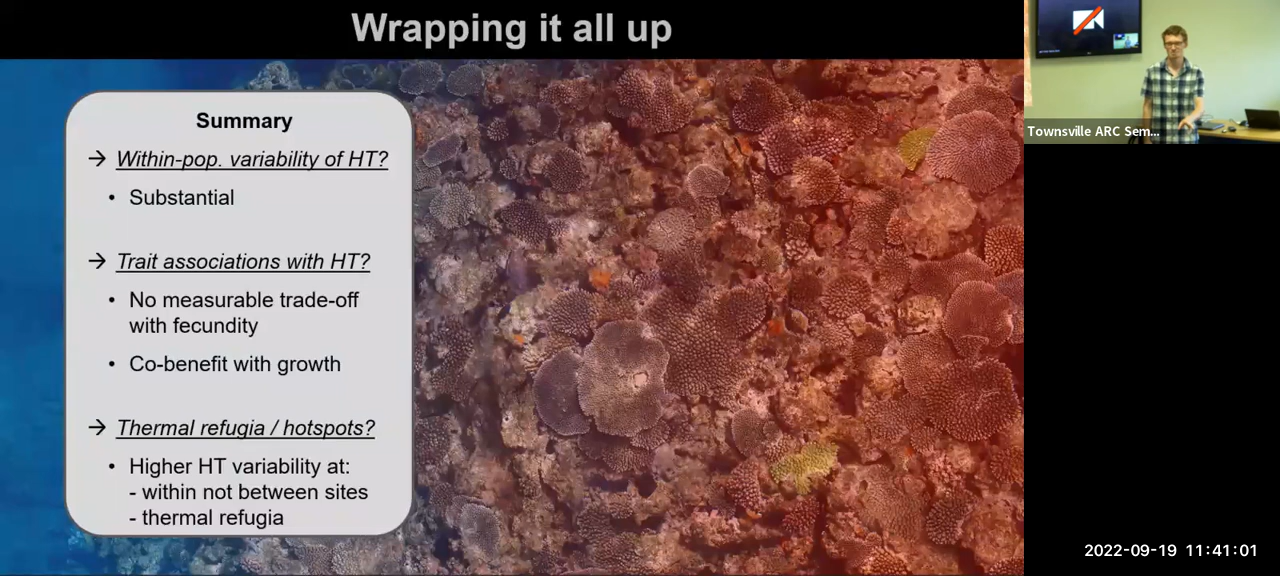 Wrapping it all up
Summary
→ Within-pop. variability of HT?
• Substantial
→ Trait associations with HT?
• No measurable trade-off
with fecundity
• Co-benefit with growth
→ Thermal refugia / hotspots?
• Higher HT variability at:
- within not between sites
- thermal refugia
Townsville ARC Sem...
2022-09-19 11:41:01